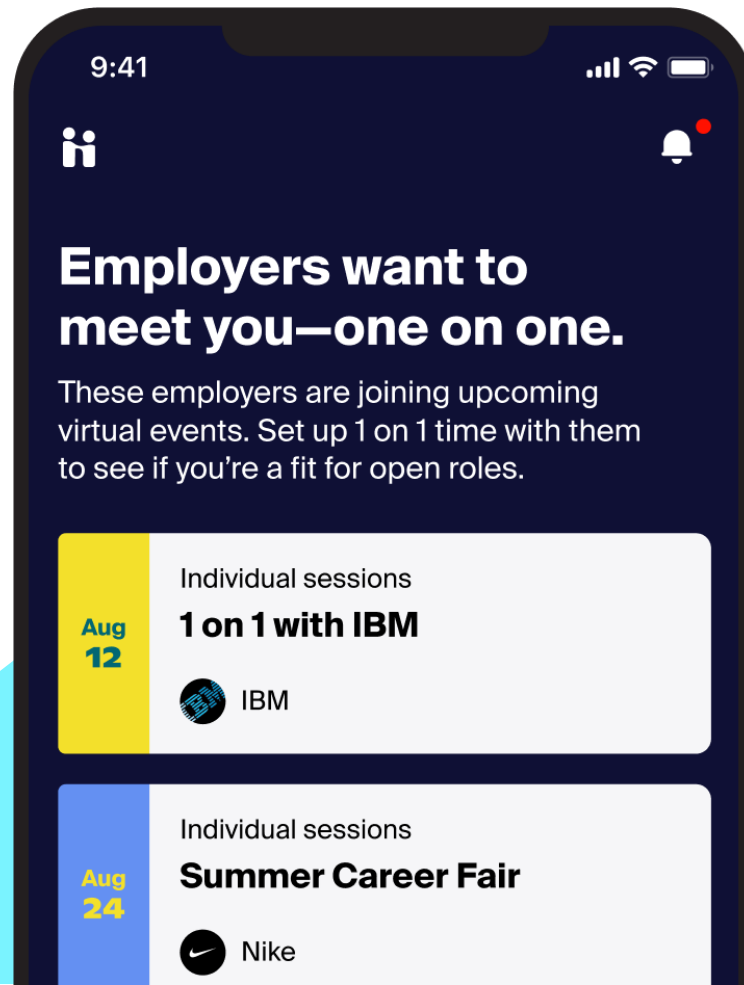 9:41
Employers want to
meet you—one on one.
These employers are joining upcoming
virtual events. Set up 1 on 1 time with them
to see if you’re a fit for open roles.
Individual sessions
Aug
12
1 on 1 with IBM
IBM
IBM
Individual sessions
Aug
24
Summer Career Fair
Nike